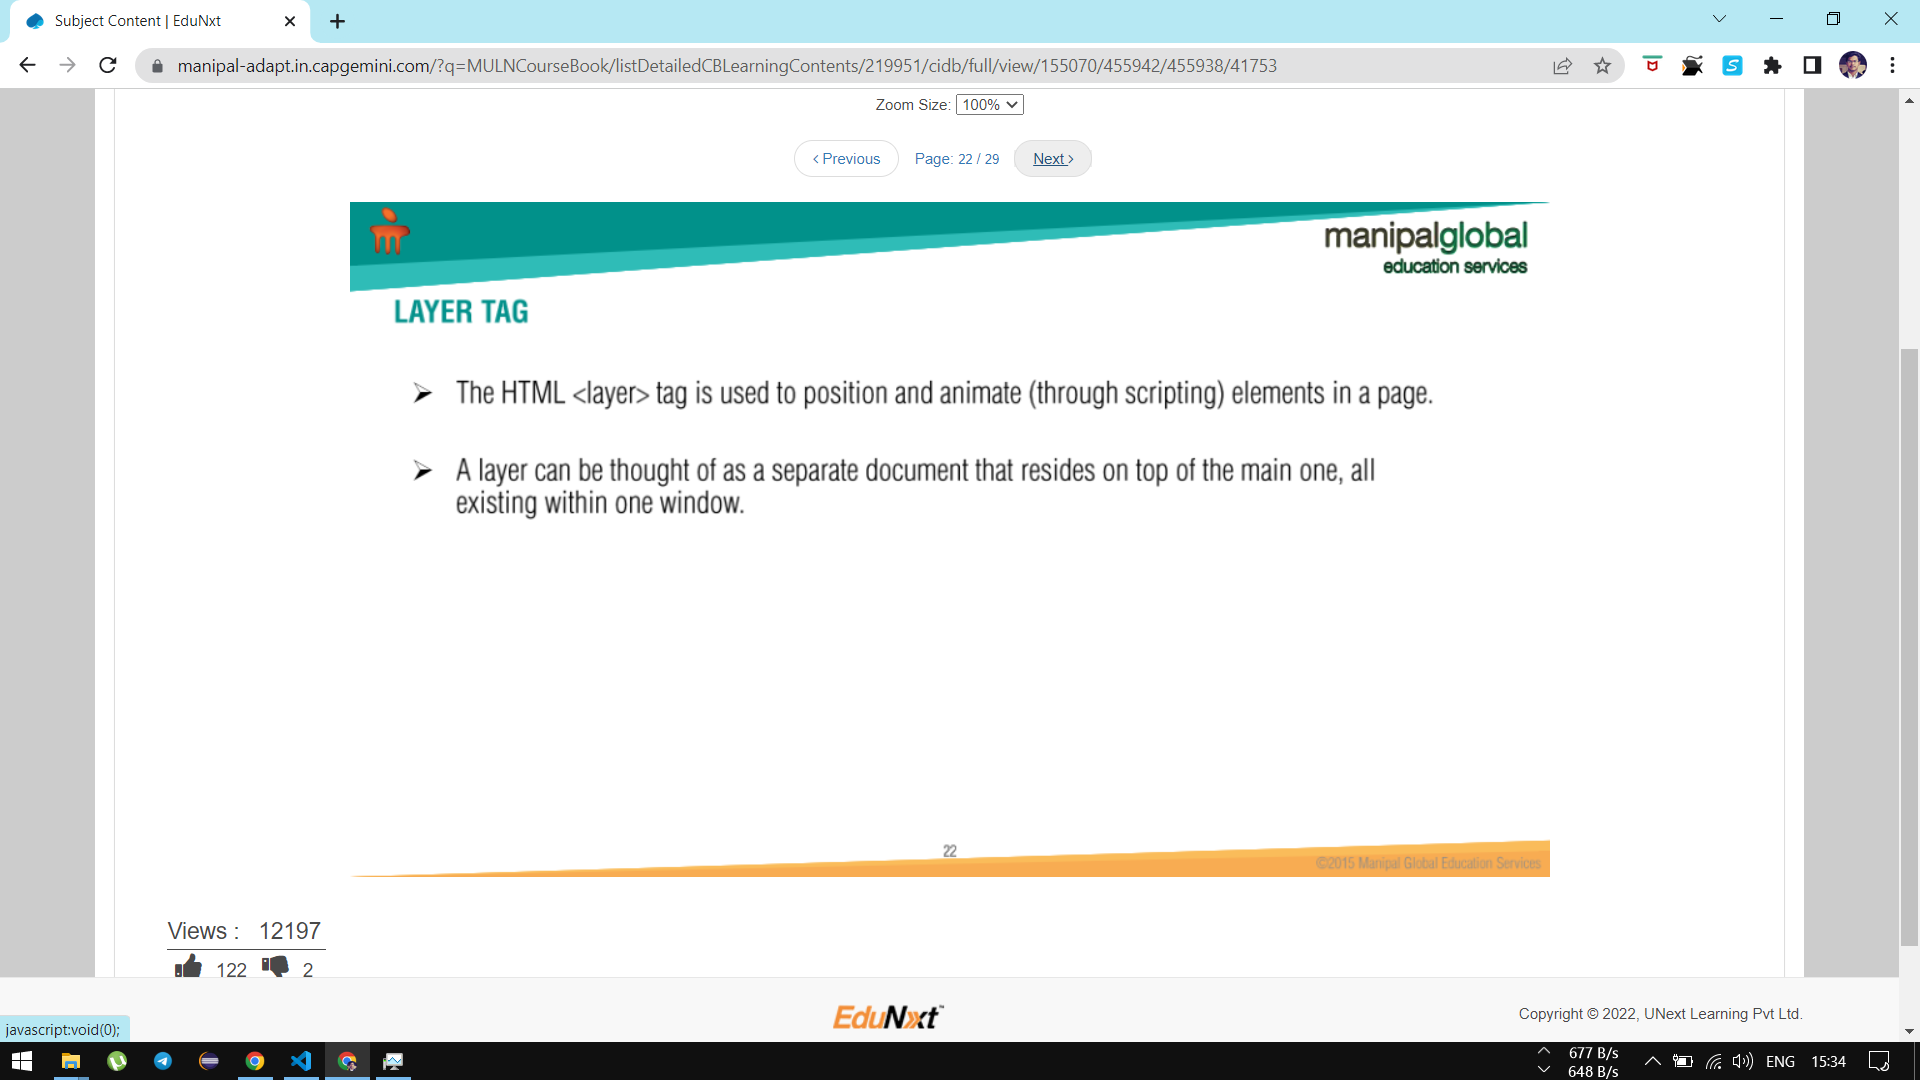 Subject Content | EduNxt
manipal-adapt.in.capgemini.com/?q=MULNCourseBook/listDetailedCBLearningContents/219951/cidb/full/view/155070/455942/455938/41753
Zoom Size: 100%
‹ Previous Page: 22 / 29 Next ›
manipalglobal
education services
LAYER TAG
➢ The HTML <layer> tag is used to position and animate (through scripting) elements in a page.
➢ A layer can be thought of as a separate document that resides on top of the main one, all
existing within one window.
22
©2015 Manipal Global Education Services
Views : 12197
122 2
EduNxt™
Copyright © 2022, UNext Learning Pvt Ltd.
javascript:void(0);
677 B/s
648 B/s
ENG 15:34